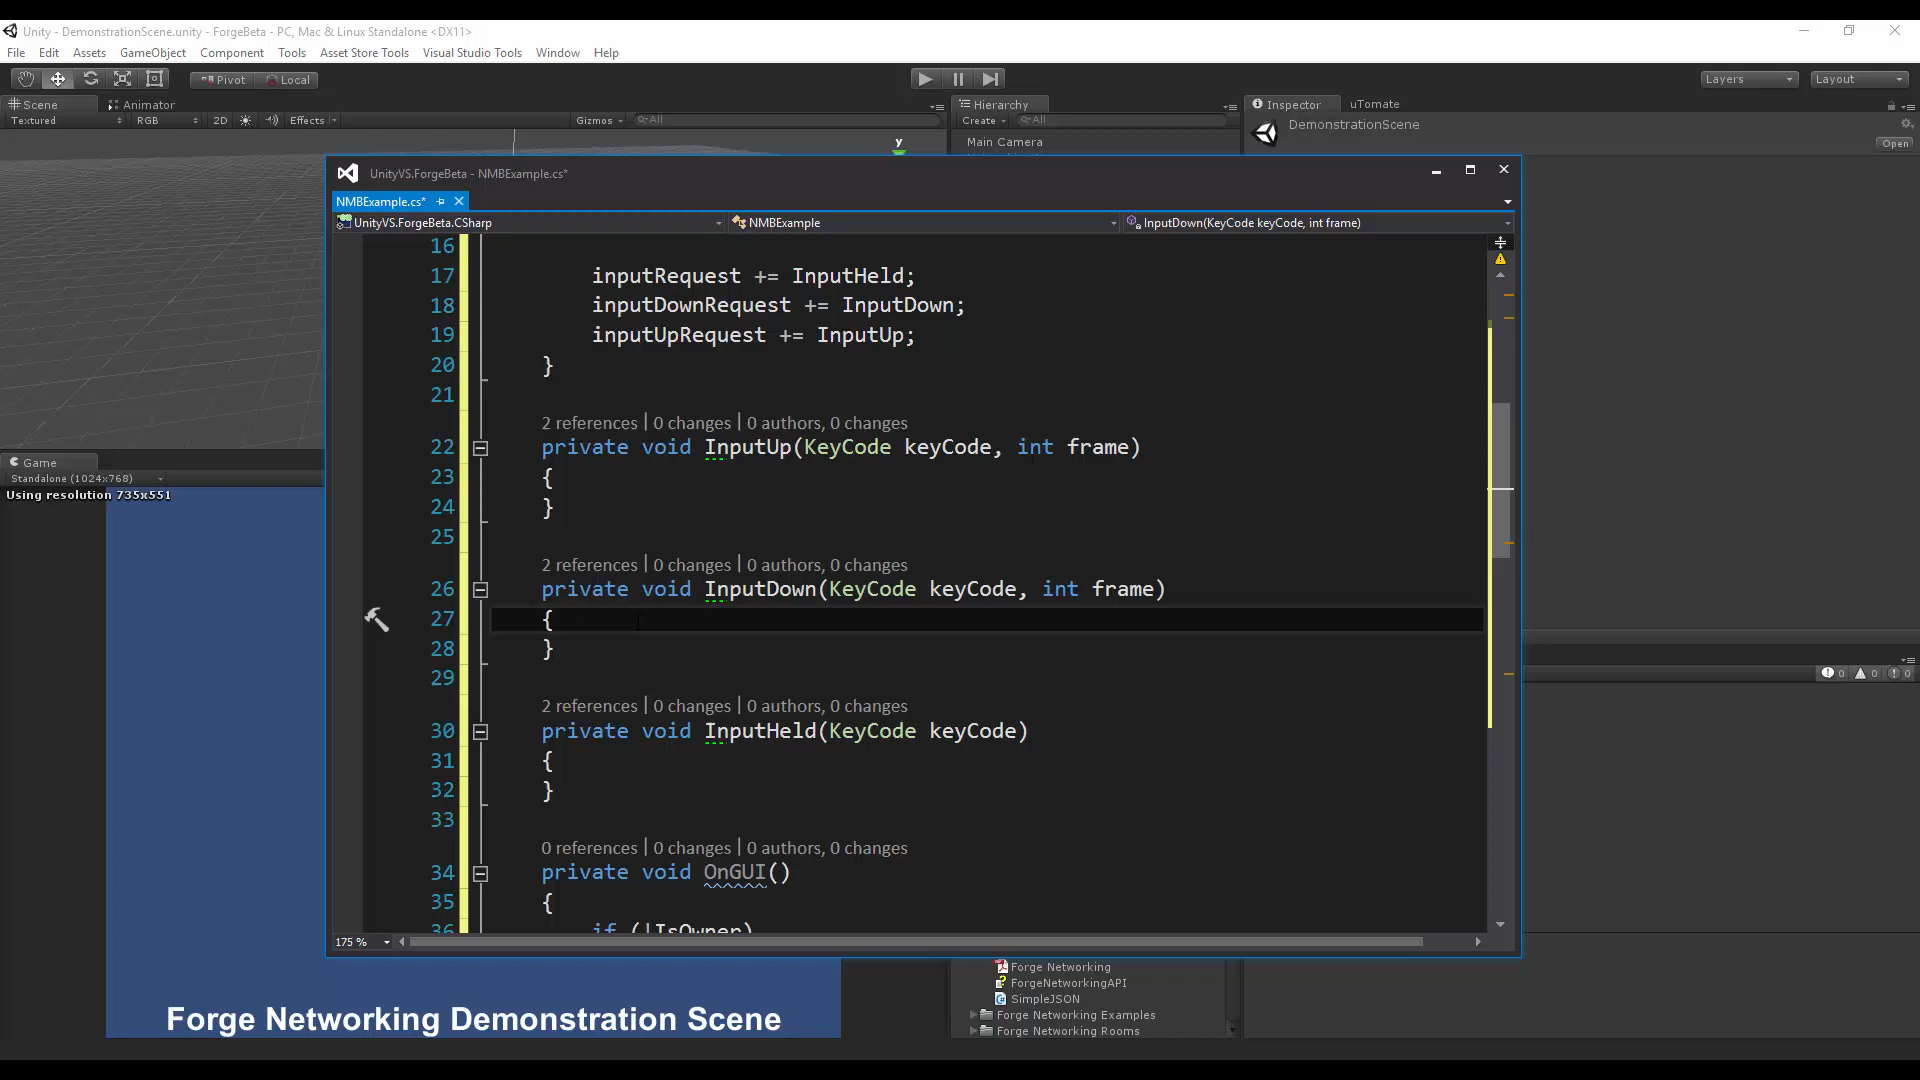 Unity - DemonstrationScene.unity - ForgeBeta - PC, Mac & Linux Standalone <DX11>
File Edit Assets GameObject Component Tools Asset Store Tools Visual Studio Tools Window Help
Pivot Local Layers Layout
Scene Animator Hierarchy Inspector uTomate
Textured RGB 2D Effects Gizmos All Create All
DemonstrationScene
Main Camera
Open
y
UnityVS.ForgeBeta - NMBExample.cs*
NMBExample.cs*
UnityVS.ForgeBeta.CSharp NMBExample InputDown(KeyCode keyCode, int frame)
16
17 inputRequest += InputHeld;
18 inputDownRequest += InputDown;
19 inputUpRequest += InputUp;
20 }
21
2 references | 0 changes | 0 authors, 0 changes
22 private void InputUp(KeyCode keyCode, int frame)
23 {
24 }
25
2 references | 0 changes | 0 authors, 0 changes
26 private void InputDown(KeyCode keyCode, int frame)
27 {
28 }
29
2 references | 0 changes | 0 authors, 0 changes
30 private void InputHeld(KeyCode keyCode)
31 {
32 }
33
0 references | 0 changes | 0 authors, 0 changes
34 private void OnGUI()
35 {
36 if (!IsOwner)
175 %
Game
Standalone (1024x768)
Using resolution 735x551
0 0 0
Forge Networking
ForgeNetworkingAPI
SimpleJSON
Forge Networking Examples
Forge Networking Rooms
Forge Networking Demonstration Scene